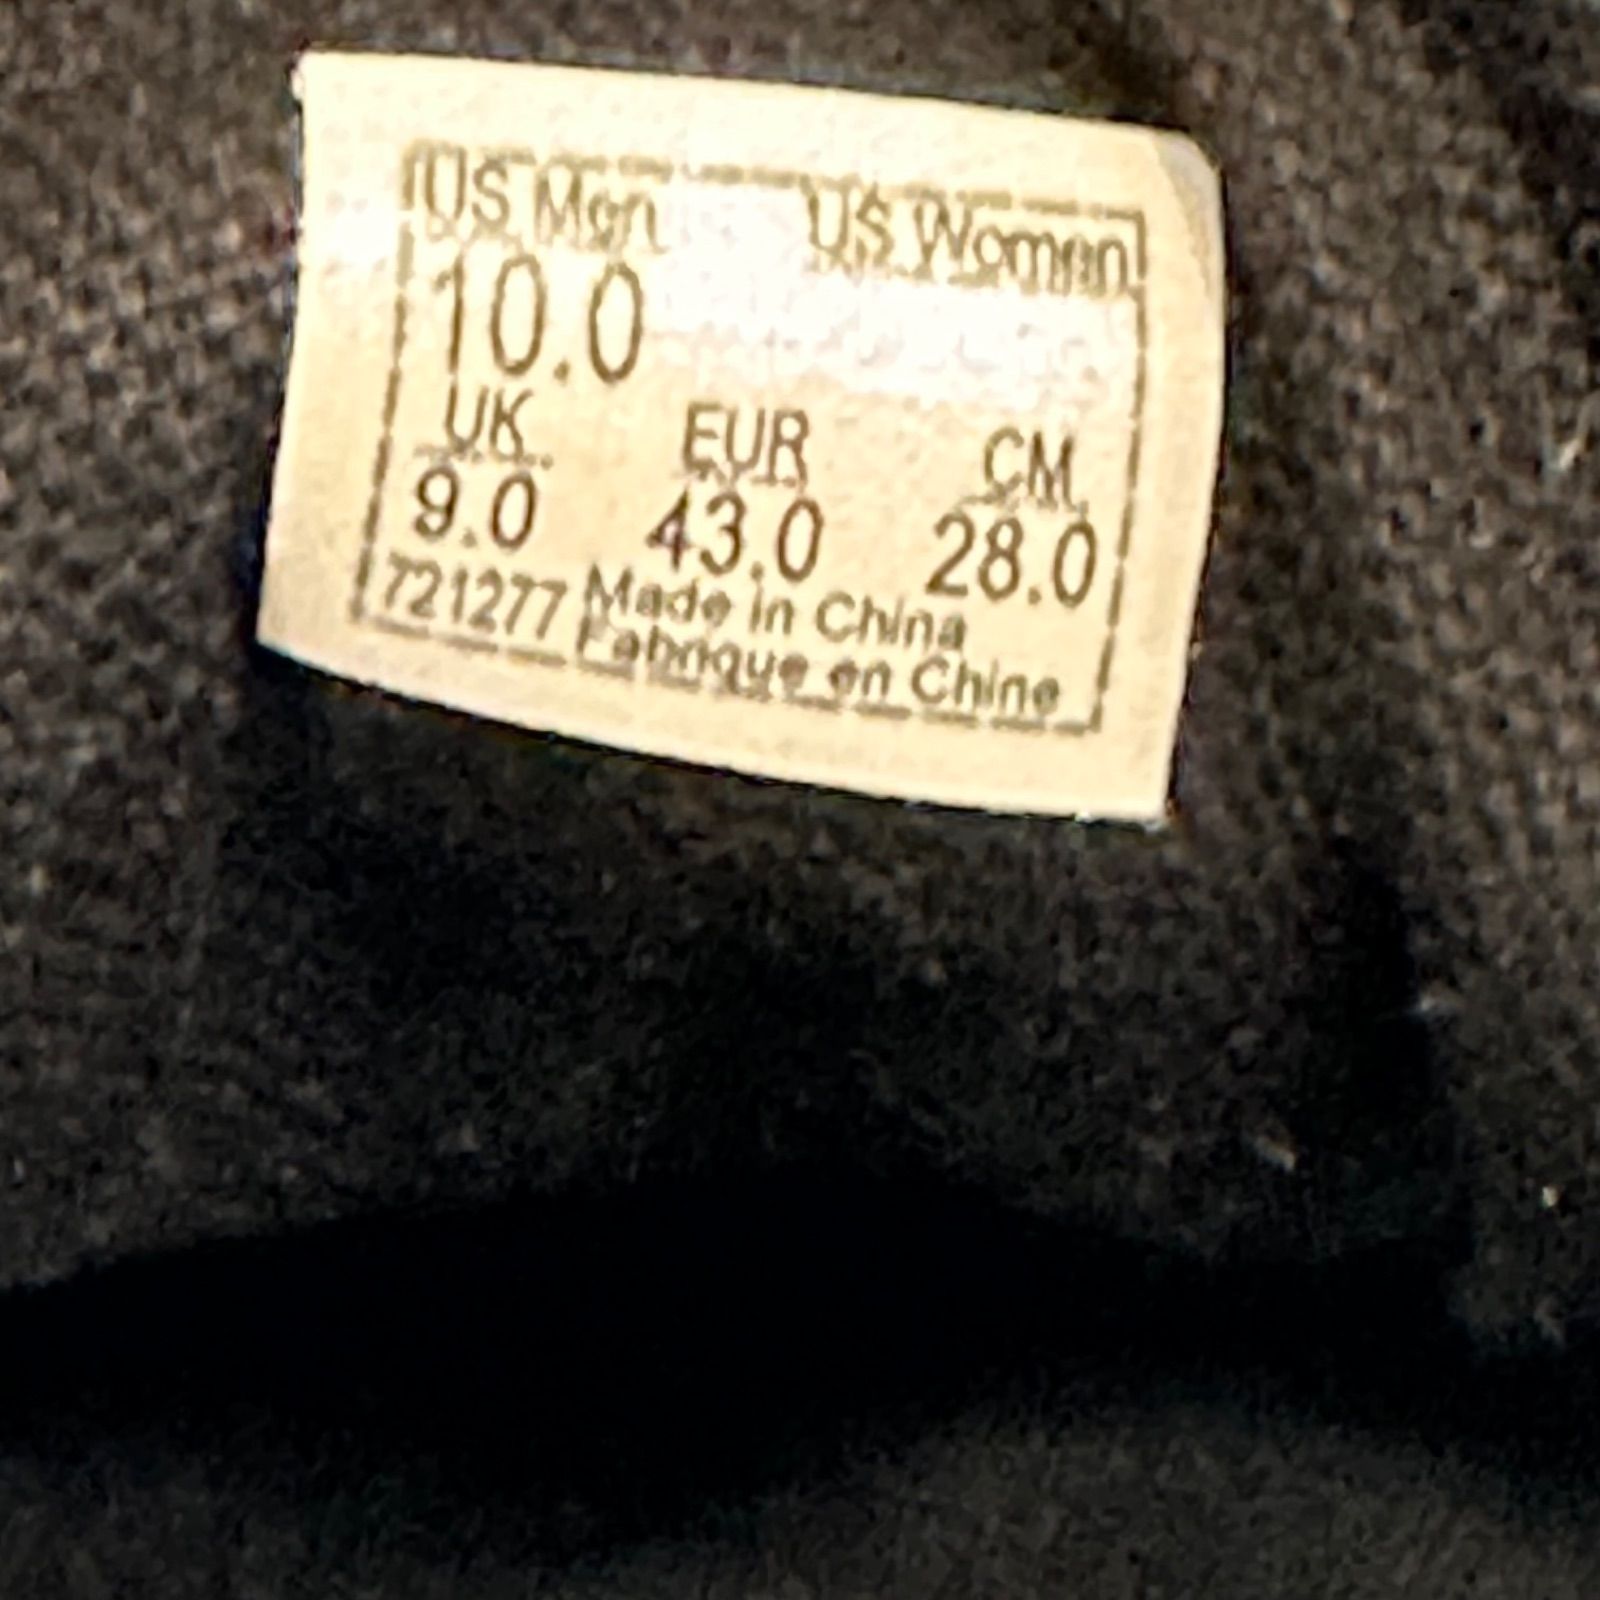 US Men US Women
10.0
UK EUR CM
9.0 43.0 28.0
721277 Made in China
Fabrique en Chine